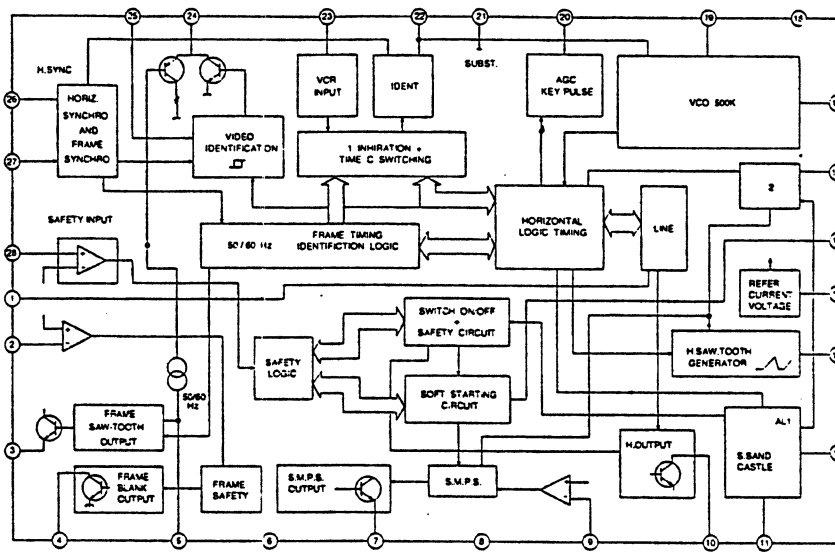 25
24
23
22
21
20
19
18
H.SYNC
SUBST.
26
HORIZ.
SYNCHRO
AND
FRAME
SYNCHRO
VCR
INPUT
IDENT
AGC
KEY PULSE
VCO 500K
27
VIDEO
IDENTIFICATION
1 INHIRATION +
TIME C SWITCHING
2
SAFETY INPUT
28
50/60 Hz
FRAME TIMING
IDENTIFICTION LOGIC
HORIZONTAL
LOGIC TIMING
LINE
1
REFER
CURRENT
VOLTAGE
2
SWITCH ON/OFF
+
SAFETY CIRCUIT
SAFETY
LOGIC
H.SAW.TOOTH
GENERATOR
50/60
HZ
SOFT STARTING
CIRCUIT
3
FRAME
SAW-TOOTH
OUTPUT
AL1
S.SAND
CASTLE
H.OUTPUT
FRAME
BLANK
OUTPUT
FRAME
SAFETY
S.M.P.S.
OUTPUT
S.M.P.S.
4
5
6
7
8
9
10
11